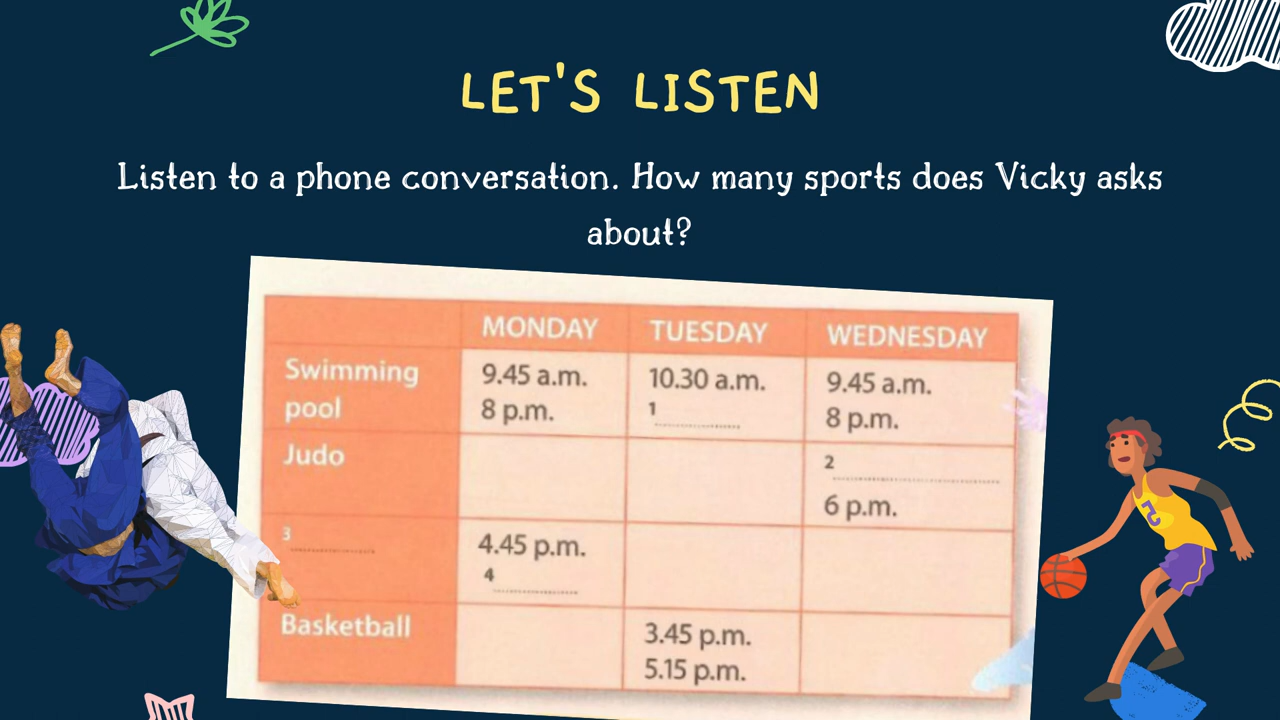 LET'S LISTEN
Listen to a phone conversation. How many sports does Vicky asks
about?
MONDAY TUESDAY WEDNESDAY
Swimming pool 9.45 a.m. 10.30 a.m. 9.45 a.m.
8 p.m. 1 8 p.m.
Judo 2
6 p.m.
3 4.45 p.m.
4
Basketball 3.45 p.m.
5.15 p.m.